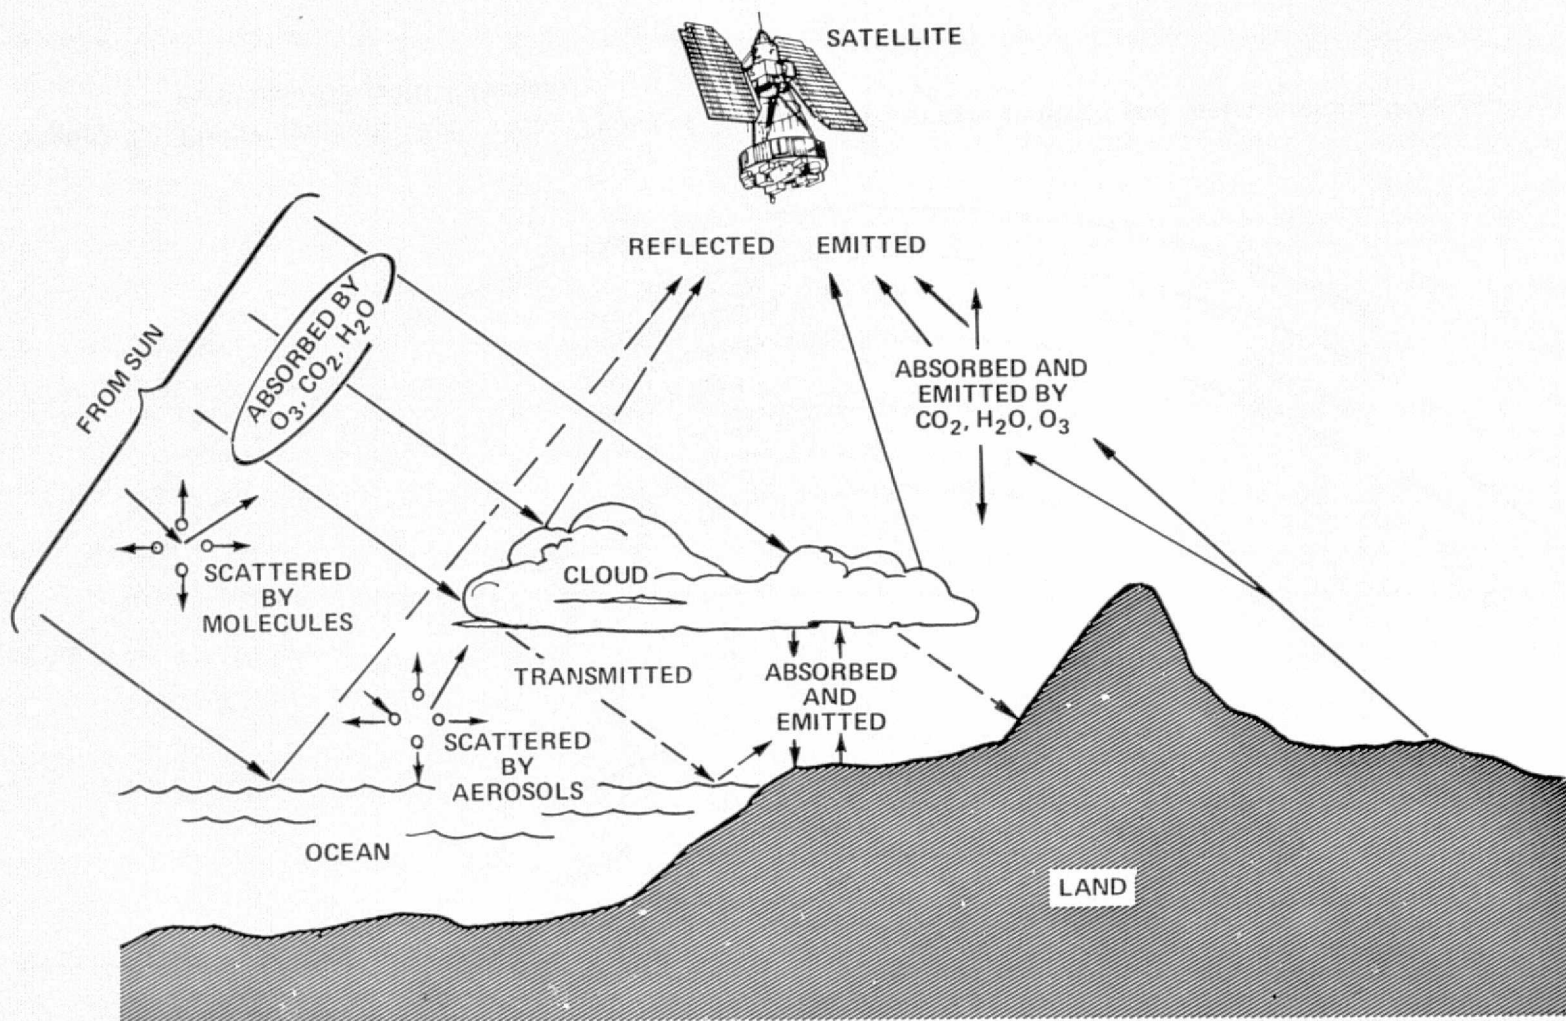 SATELLITE
REFLECTED EMITTED
FROM SUN
ABSORBED BY
O3, CO2, H2O
ABSORBED AND
EMITTED BY
CO2, H2O, O3
SCATTERED
BY
MOLECULES
CLOUD
TRANSMITTED
ABSORBED
AND
EMITTED
SCATTERED
BY
AEROSOLS
OCEAN
LAND